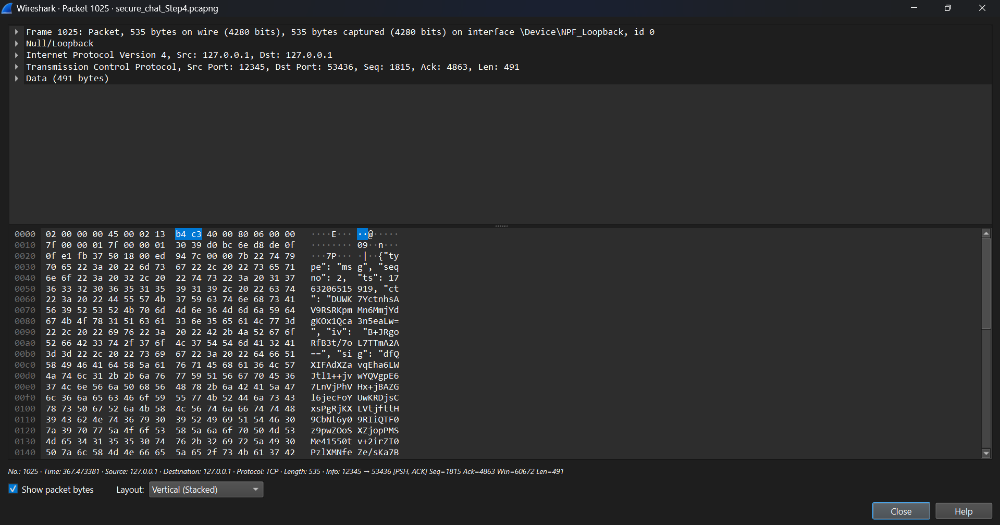 Wireshark · Packet 1025 · secure_chat_Step4.pcapng
Frame 1025: Packet, 535 bytes on wire (4280 bits), 535 bytes captured (4280 bits) on interface \Device\NPF_Loopback, id 0
Null/Loopback
Internet Protocol Version 4, Src: 127.0.0.1, Dst: 127.0.0.1
Transmission Control Protocol, Src Port: 12345, Dst Port: 53436, Seq: 1815, Ack: 4863, Len: 491
Data (491 bytes)
0000 02 00 00 00 45 00 02 13 b4 c3 40 00 80 06 00 00 ····E··· ··@·····
0010 7f 00 00 01 7f 00 00 01 30 39 d0 bc 6e d8 de 0f ········ 09··n···
0020 0f e1 fb 37 50 18 00 ed 94 7c 00 00 7b 22 74 79 ···7P··· ·|··{"ty
0030 70 65 22 3a 20 22 6d 73 67 22 2c 20 22 73 65 71 pe": "ms g", "seq
0040 6e 6f 22 3a 20 32 2c 20 22 74 73 22 3a 20 31 37 no": 2, "ts": 17
0050 36 33 32 30 36 35 31 35 39 31 39 2c 20 22 63 74 63206515 919, "ct
0060 22 3a 20 22 44 55 57 4b 37 59 63 74 6e 68 73 41 ": "DUWK 7YctnhsA
0070 56 39 52 53 52 4b 70 6d 4d 6e 36 4d 6d 6a 59 64 V9RSRKpm Mn6MmjYd
0080 67 4b 4f 78 31 51 63 61 33 6e 35 65 61 4c 77 3d gKOx1Qca 3n5eaLw=
0090 22 2c 20 22 69 76 22 3a 20 22 42 2b 4a 52 67 6f ", "iv": "B+JRgo
00a0 52 66 42 33 74 2f 37 6f 4c 37 54 54 6d 41 32 41 RfB3t/7o L7TTmA2A
00b0 3d 3d 22 2c 20 22 73 69 67 22 3a 20 22 64 66 51 ==", "si g": "dfQ
00c0 58 49 46 41 64 58 5a 61 76 71 45 68 61 36 4c 57 XIFAdXZa vqEha6LW
00d0 4a 74 6c 31 2b 2b 6a 76 77 59 51 56 67 70 45 36 Jtl1++jv wYQVgpE6
00e0 37 4c 6e 56 6a 50 68 56 48 78 2b 6a 42 41 5a 47 7LnVjPhV Hx+jBAZG
00f0 6c 36 6a 65 63 46 6f 59 55 77 4b 52 44 6a 73 43 l6jecFoY UwKRDjsC
0100 78 73 50 67 52 6a 4b 58 4c 56 74 6a 66 74 74 48 xsPgRjKX LVtjfttH
0110 39 43 62 4e 74 36 79 30 39 52 49 69 51 54 46 30 9CbNt6y0 9RIiQTF0
0120 7a 39 70 77 5a 4f 6f 53 58 5a 6a 6f 70 50 4d 53 z9pwZOoS XZjopPMS
0130 4d 65 34 31 35 35 30 74 76 2b 32 69 72 5a 49 30 Me41550t v+2irZI0
0140 50 7a 6c 58 4d 4e 66 65 5a 65 2f 73 4b 61 37 42 PzlXMNfe Ze/sKa7B
No.: 1025 · Time: 367.473381 · Source: 127.0.0.1 · Destination: 127.0.0.1 · Protocol: TCP · Length: 535 · Info: 12345 → 53436 [PSH, ACK] Seq=1815 Ack=4863 Win=60672 Len=491
Show packet bytes
Layout: Vertical (Stacked)
Close Help